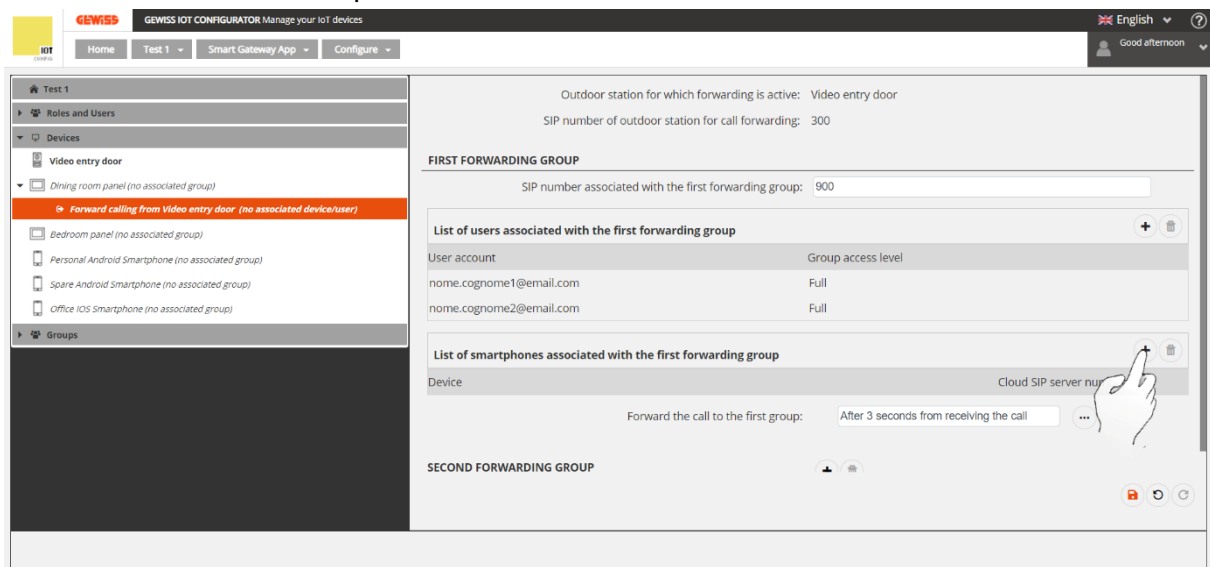 GEWISS GEWISS IOT CONFIGURATOR Manage your IoT devices English ?
IOT Home Test 1 Smart Gateway App Configure Good afternoon
Test 1
Roles and Users
Devices
Video entry door
Dining room panel (no associated group)
Forward calling from Video entry door (no associated device/user)
Bedroom panel (no associated group)
Personal Android Smartphone (no associated group)
Spare Android Smartphone (no associated group)
Office IOS Smartphone (no associated group)
Groups
Outdoor station for which forwarding is active: Video entry door
SIP number of outdoor station for call forwarding: 300
FIRST FORWARDING GROUP
SIP number associated with the first forwarding group: 900
List of users associated with the first forwarding group
User account Group access level
nome.cognome1@email.com Full
nome.cognome2@email.com Full
List of smartphones associated with the first forwarding group
Device Cloud SIP server
Forward the call to the first group: After 3 seconds from receiving the call
SECOND FORWARDING GROUP